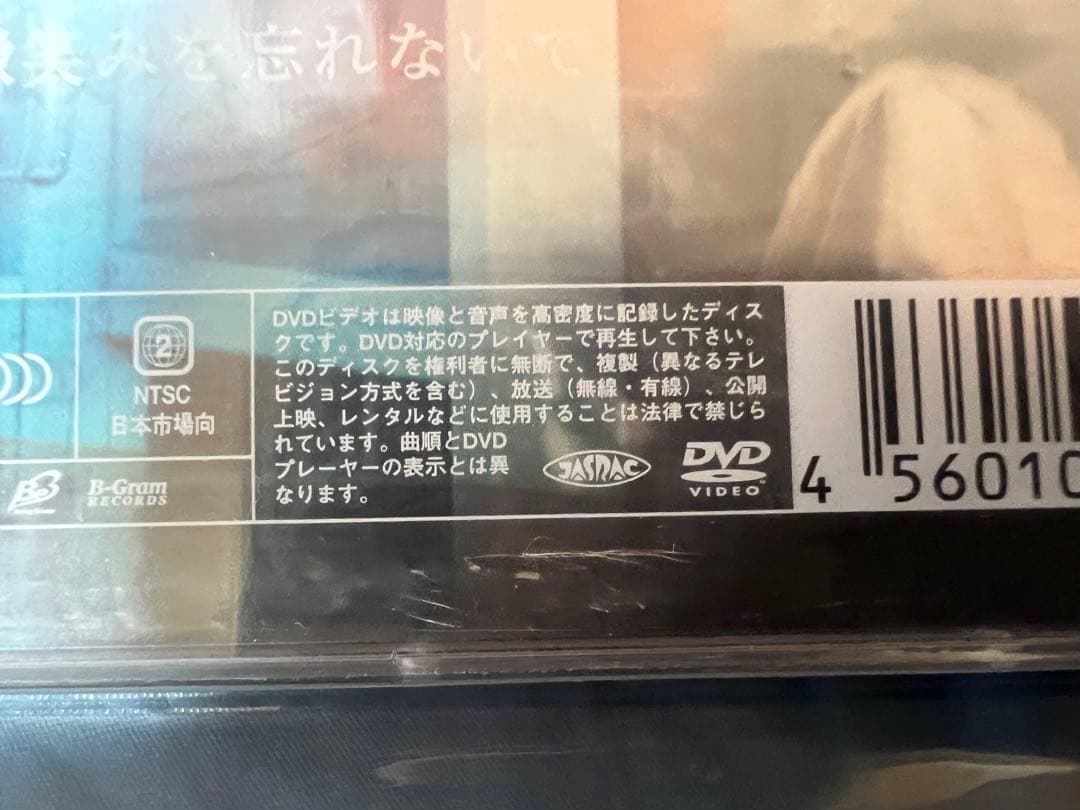 みを忘れないで
2
NTSC
日本市場向
B-Gram
RECORDS
DVDビデオは映像と音声を高密度に記録したディス
クです。DVD対応のプレイヤーで再生して下さい。
このディスクを権利者に無断で、複製（異なるテレ
ビジョン方式を含む）、放送（無線・有線）、公開
上映、レンタルなどに使用することは法律で禁じら
れています。曲順とDVD
プレーヤーの表示とは異
なります。
JASRAC
DVD
VIDEO
4 56010